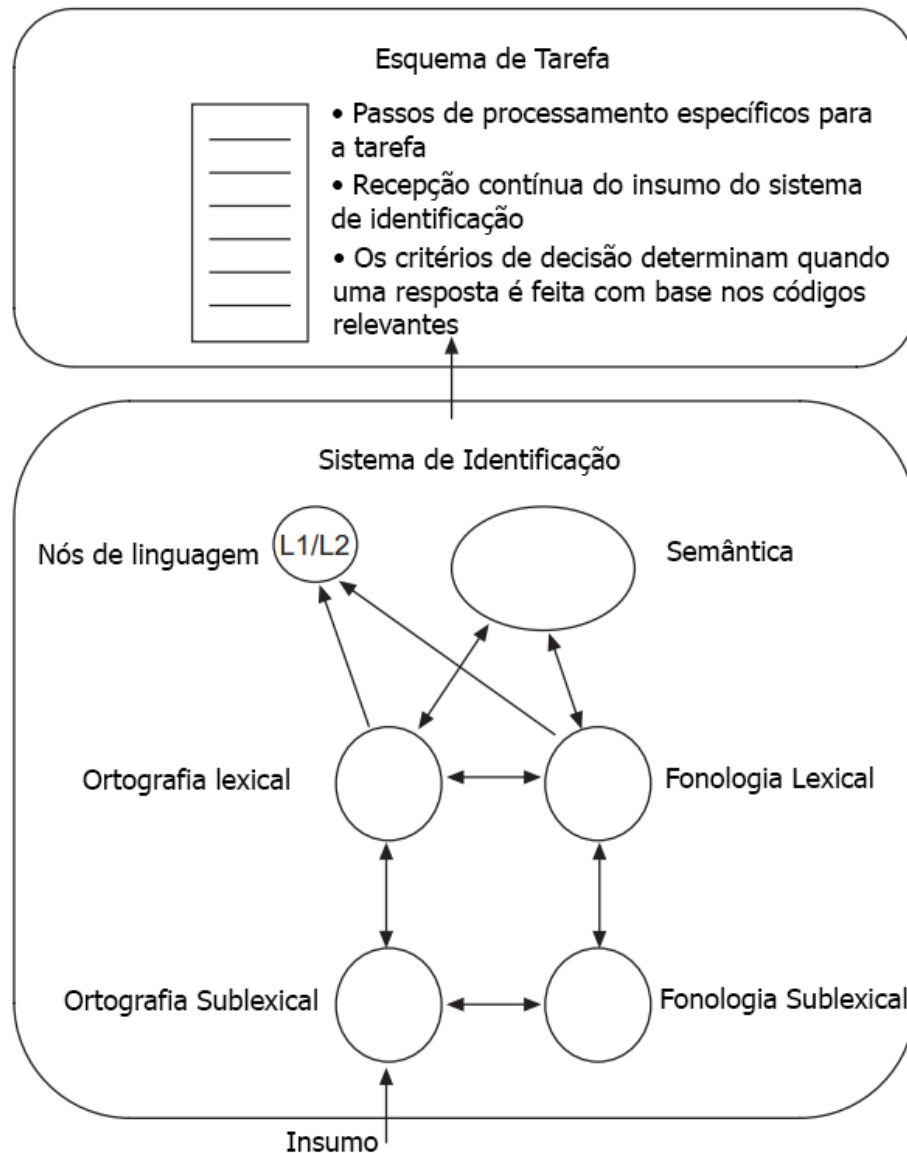 Esquema de Tarefa
• Passos de processamento específicos para
a tarefa
• Recepção contínua do insumo do sistema
de identificação
• Os critérios de decisão determinam quando
uma resposta é feita com base nos códigos
relevantes
Sistema de Identificação
Nós de linguagem
L1/L2
Semântica
Ortografia lexical
Fonologia Lexical
Ortografia Sublexical
Fonologia Sublexical
Insumo